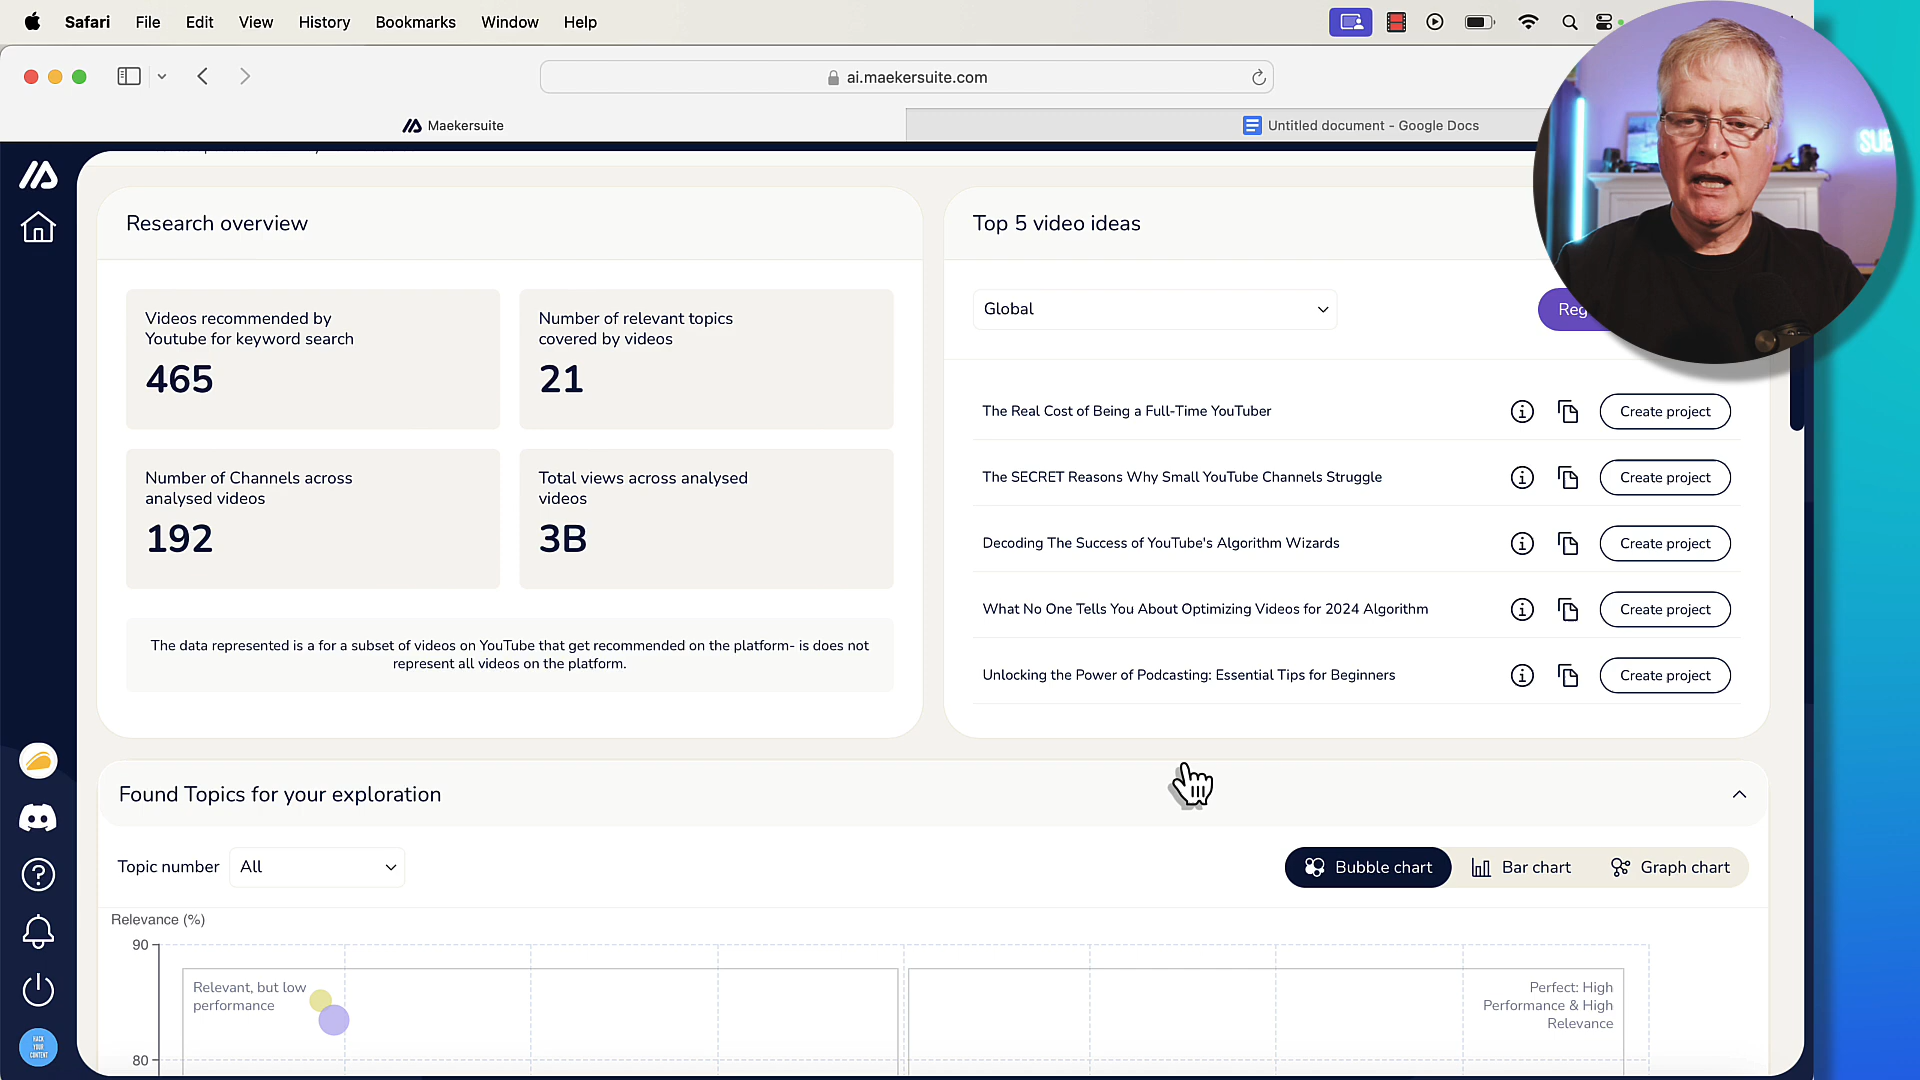 Safari File Edit View History Bookmarks Window Help
ai.maekersuite.com
Maekersuite
Untitled document - Google Docs
Research overview
Videos recommended by
Youtube for keyword search
465
Number of relevant topics
covered by videos
21
Number of Channels across
analysed videos
192
Total views across analysed
videos
3B
The data represented is a for a subset of videos on YouTube that get recommended on the platform- is does not
represent all videos on the platform.
Top 5 video ideas
Global
Reg
The Real Cost of Being a Full-Time YouTuber
Create project
The SECRET Reasons Why Small YouTube Channels Struggle
Create project
Decoding The Success of YouTube's Algorithm Wizards
Create project
What No One Tells You About Optimizing Videos for 2024 Algorithm
Create project
Unlocking the Power of Podcasting: Essential Tips for Beginners
Create project
Found Topics for your exploration
Topic number All
Bubble chart Bar chart Graph chart
Relevance (%)
90
Relevant, but low
performance
Perfect: High
Performance & High
Relevance
80
HACK
YOUR
CONTENT
SUB